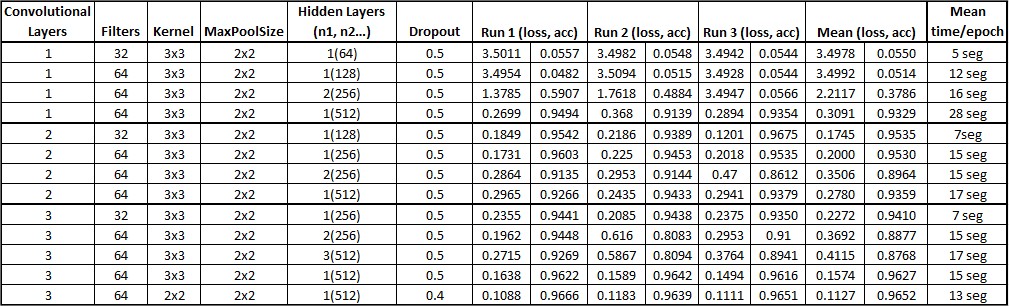 Convolutional Layers Filters Kernel MaxPoolSize Hidden Layers (n1, n2...) Dropout Run 1 (loss, acc) Run 2 (loss, acc) Run 3 (loss, acc) Mean (loss, acc) Mean time/epoch
1 32 3x3 2x2 1(64) 0.5 3.5011 0.0557 3.4982 0.0548 3.4942 0.0544 3.4978 0.0550 5 seg
1 64 3x3 2x2 1(128) 0.5 3.4954 0.0482 3.5094 0.0515 3.4928 0.0544 3.4992 0.0514 12 seg
1 64 3x3 2x2 2(256) 0.5 1.3785 0.5907 1.7618 0.4884 3.4947 0.0566 2.2117 0.3786 16 seg
1 64 3x3 2x2 1(512) 0.5 0.2699 0.9494 0.368 0.9139 0.2894 0.9354 0.3091 0.9329 28 seg
2 32 3x3 2x2 1(128) 0.5 0.1849 0.9542 0.2186 0.9389 0.1201 0.9675 0.1745 0.9535 7seg
2 64 3x3 2x2 1(256) 0.5 0.1731 0.9603 0.225 0.9453 0.2018 0.9535 0.2000 0.9530 15 seg
2 64 3x3 2x2 2(256) 0.5 0.2864 0.9135 0.2953 0.9144 0.47 0.8612 0.3506 0.8964 15 seg
2 64 3x3 2x2 1(512) 0.5 0.2965 0.9266 0.2435 0.9433 0.2941 0.9379 0.2780 0.9359 17 seg
3 32 3x3 2x2 1(256) 0.5 0.2355 0.9441 0.2085 0.9438 0.2375 0.9350 0.2272 0.9410 7 seg
3 64 3x3 2x2 2(256) 0.5 0.1962 0.9448 0.616 0.8083 0.2953 0.91 0.3692 0.8877 15 seg
3 64 3x3 2x2 3(512) 0.5 0.2715 0.9269 0.5867 0.8094 0.3764 0.8941 0.4115 0.8768 17 seg
3 64 3x3 2x2 1(512) 0.5 0.1638 0.9622 0.1589 0.9642 0.1494 0.9616 0.1574 0.9627 15 seg
3 64 2x2 2x2 1(512) 0.4 0.1088 0.9666 0.1183 0.9639 0.1111 0.9651 0.1127 0.9652 13 seg